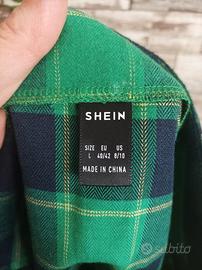 SHEIN
SIZE EU US
L 40/42 8/10
MADE IN CHINA
subito